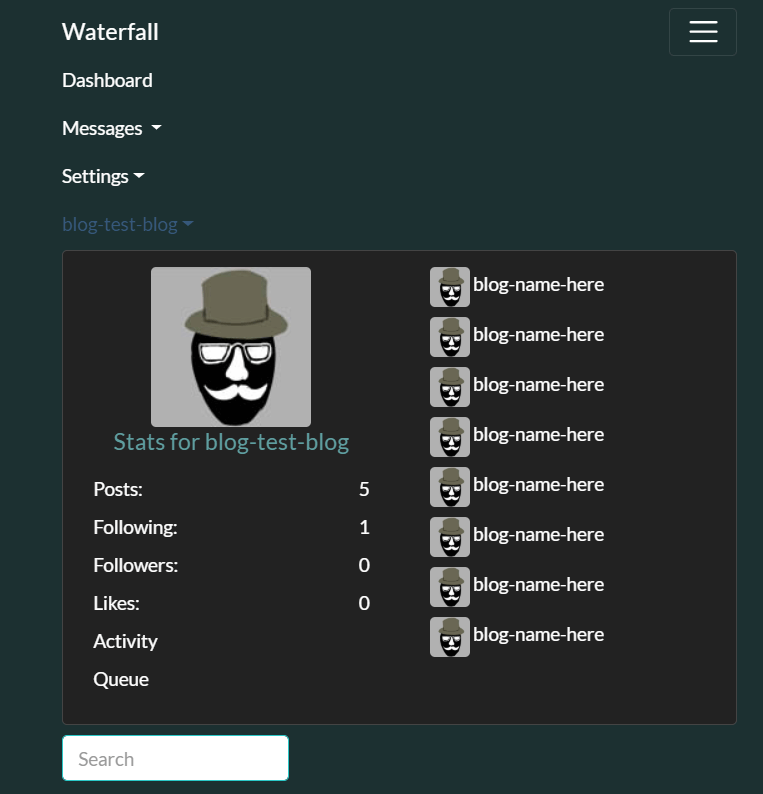 Waterfall
Dashboard
Messages
Settings
blog-test-blog
Stats for blog-test-blog
Posts: 5
Following: 1
Followers: 0
Likes: 0
Activity
Queue
blog-name-here
blog-name-here
blog-name-here
blog-name-here
blog-name-here
blog-name-here
blog-name-here
blog-name-here
Search